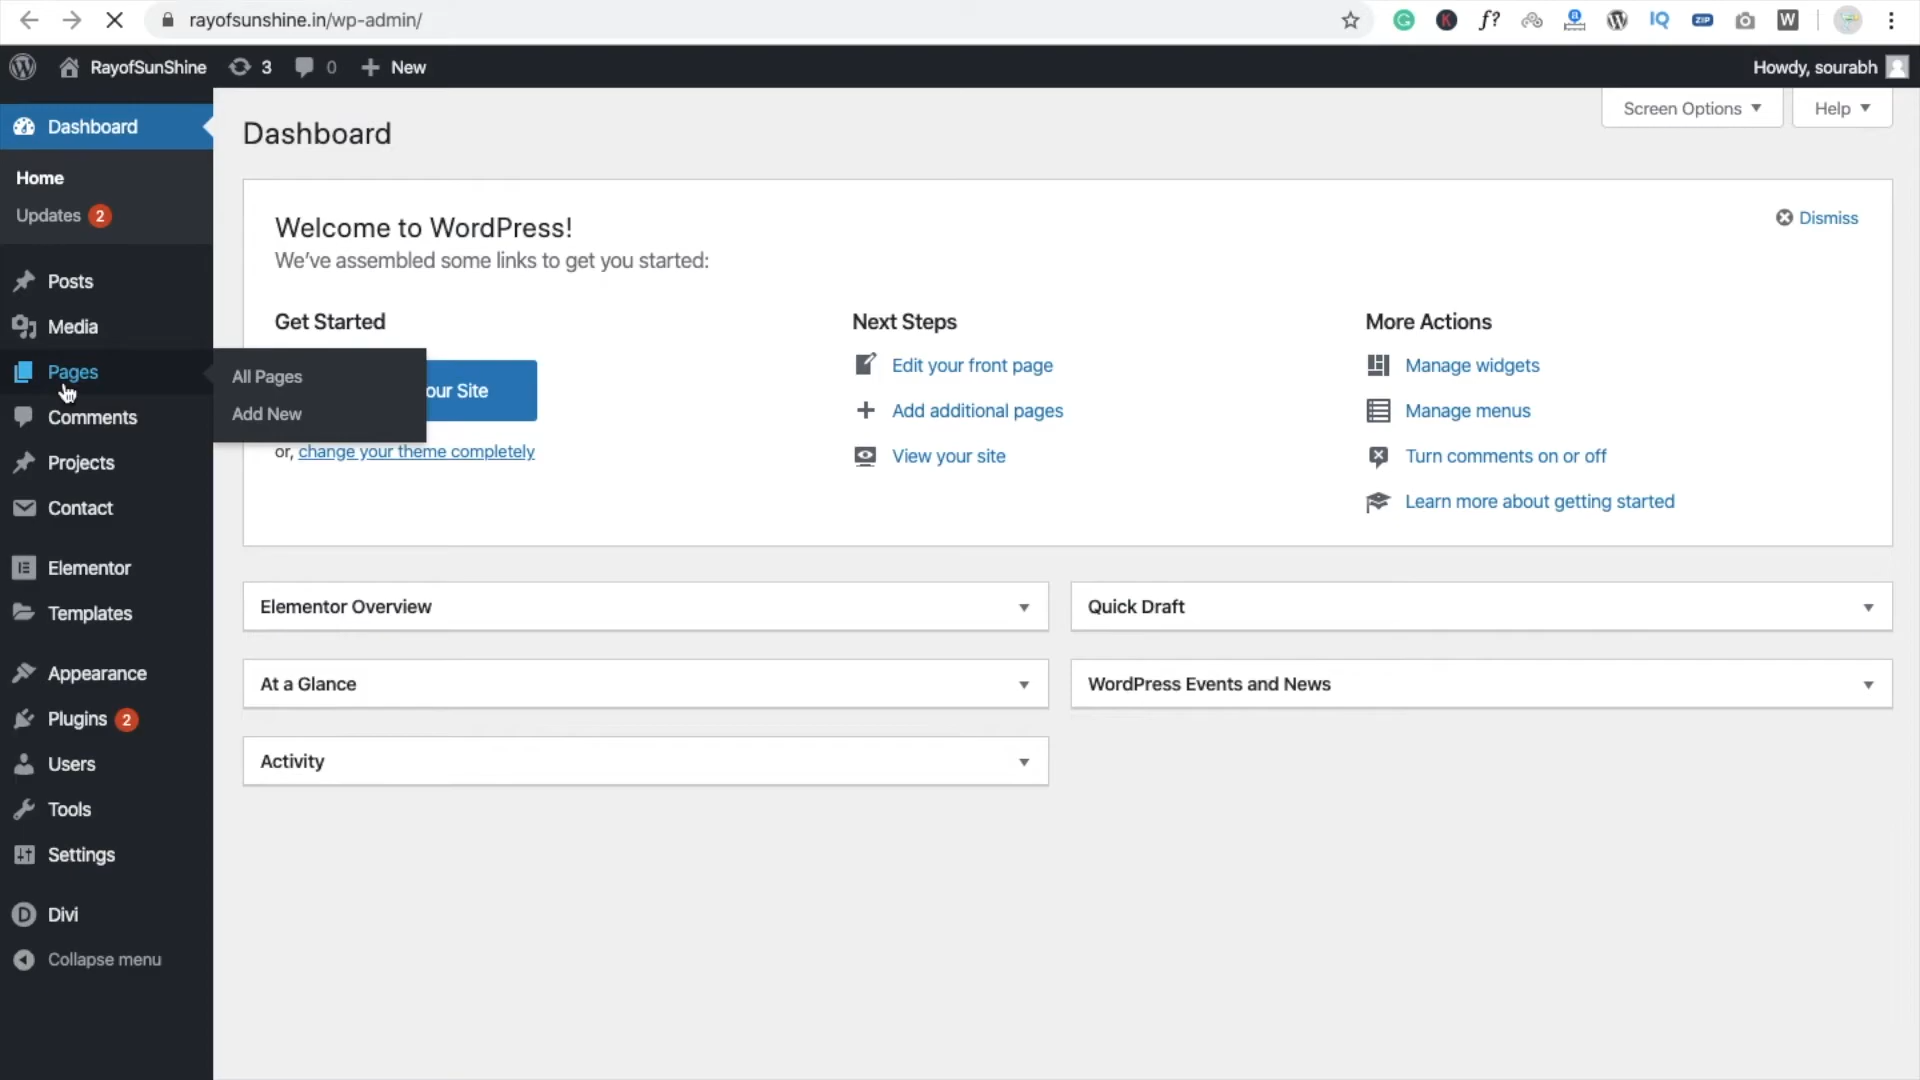 rayofsunshine.in/wp-admin/
f?
IQ
ZIP
W
RayofSunShine
3
0
New
Howdy, sourabh
Dashboard
Home
Updates 2
Posts
Media
Pages
Comments
Projects
Contact
Elementor
Templates
Appearance
Plugins 2
Users
Tools
Settings
Divi
Collapse menu
All Pages
Add New
Screen Options
Help
Dashboard
Welcome to WordPress!
We've assembled some links to get you started:
Dismiss
Get Started
our Site
or, change your theme completely
Next Steps
Edit your front page
Add additional pages
View your site
More Actions
Manage widgets
Manage menus
Turn comments on or off
Learn more about getting started
Elementor Overview
At a Glance
Activity
Quick Draft
WordPress Events and News